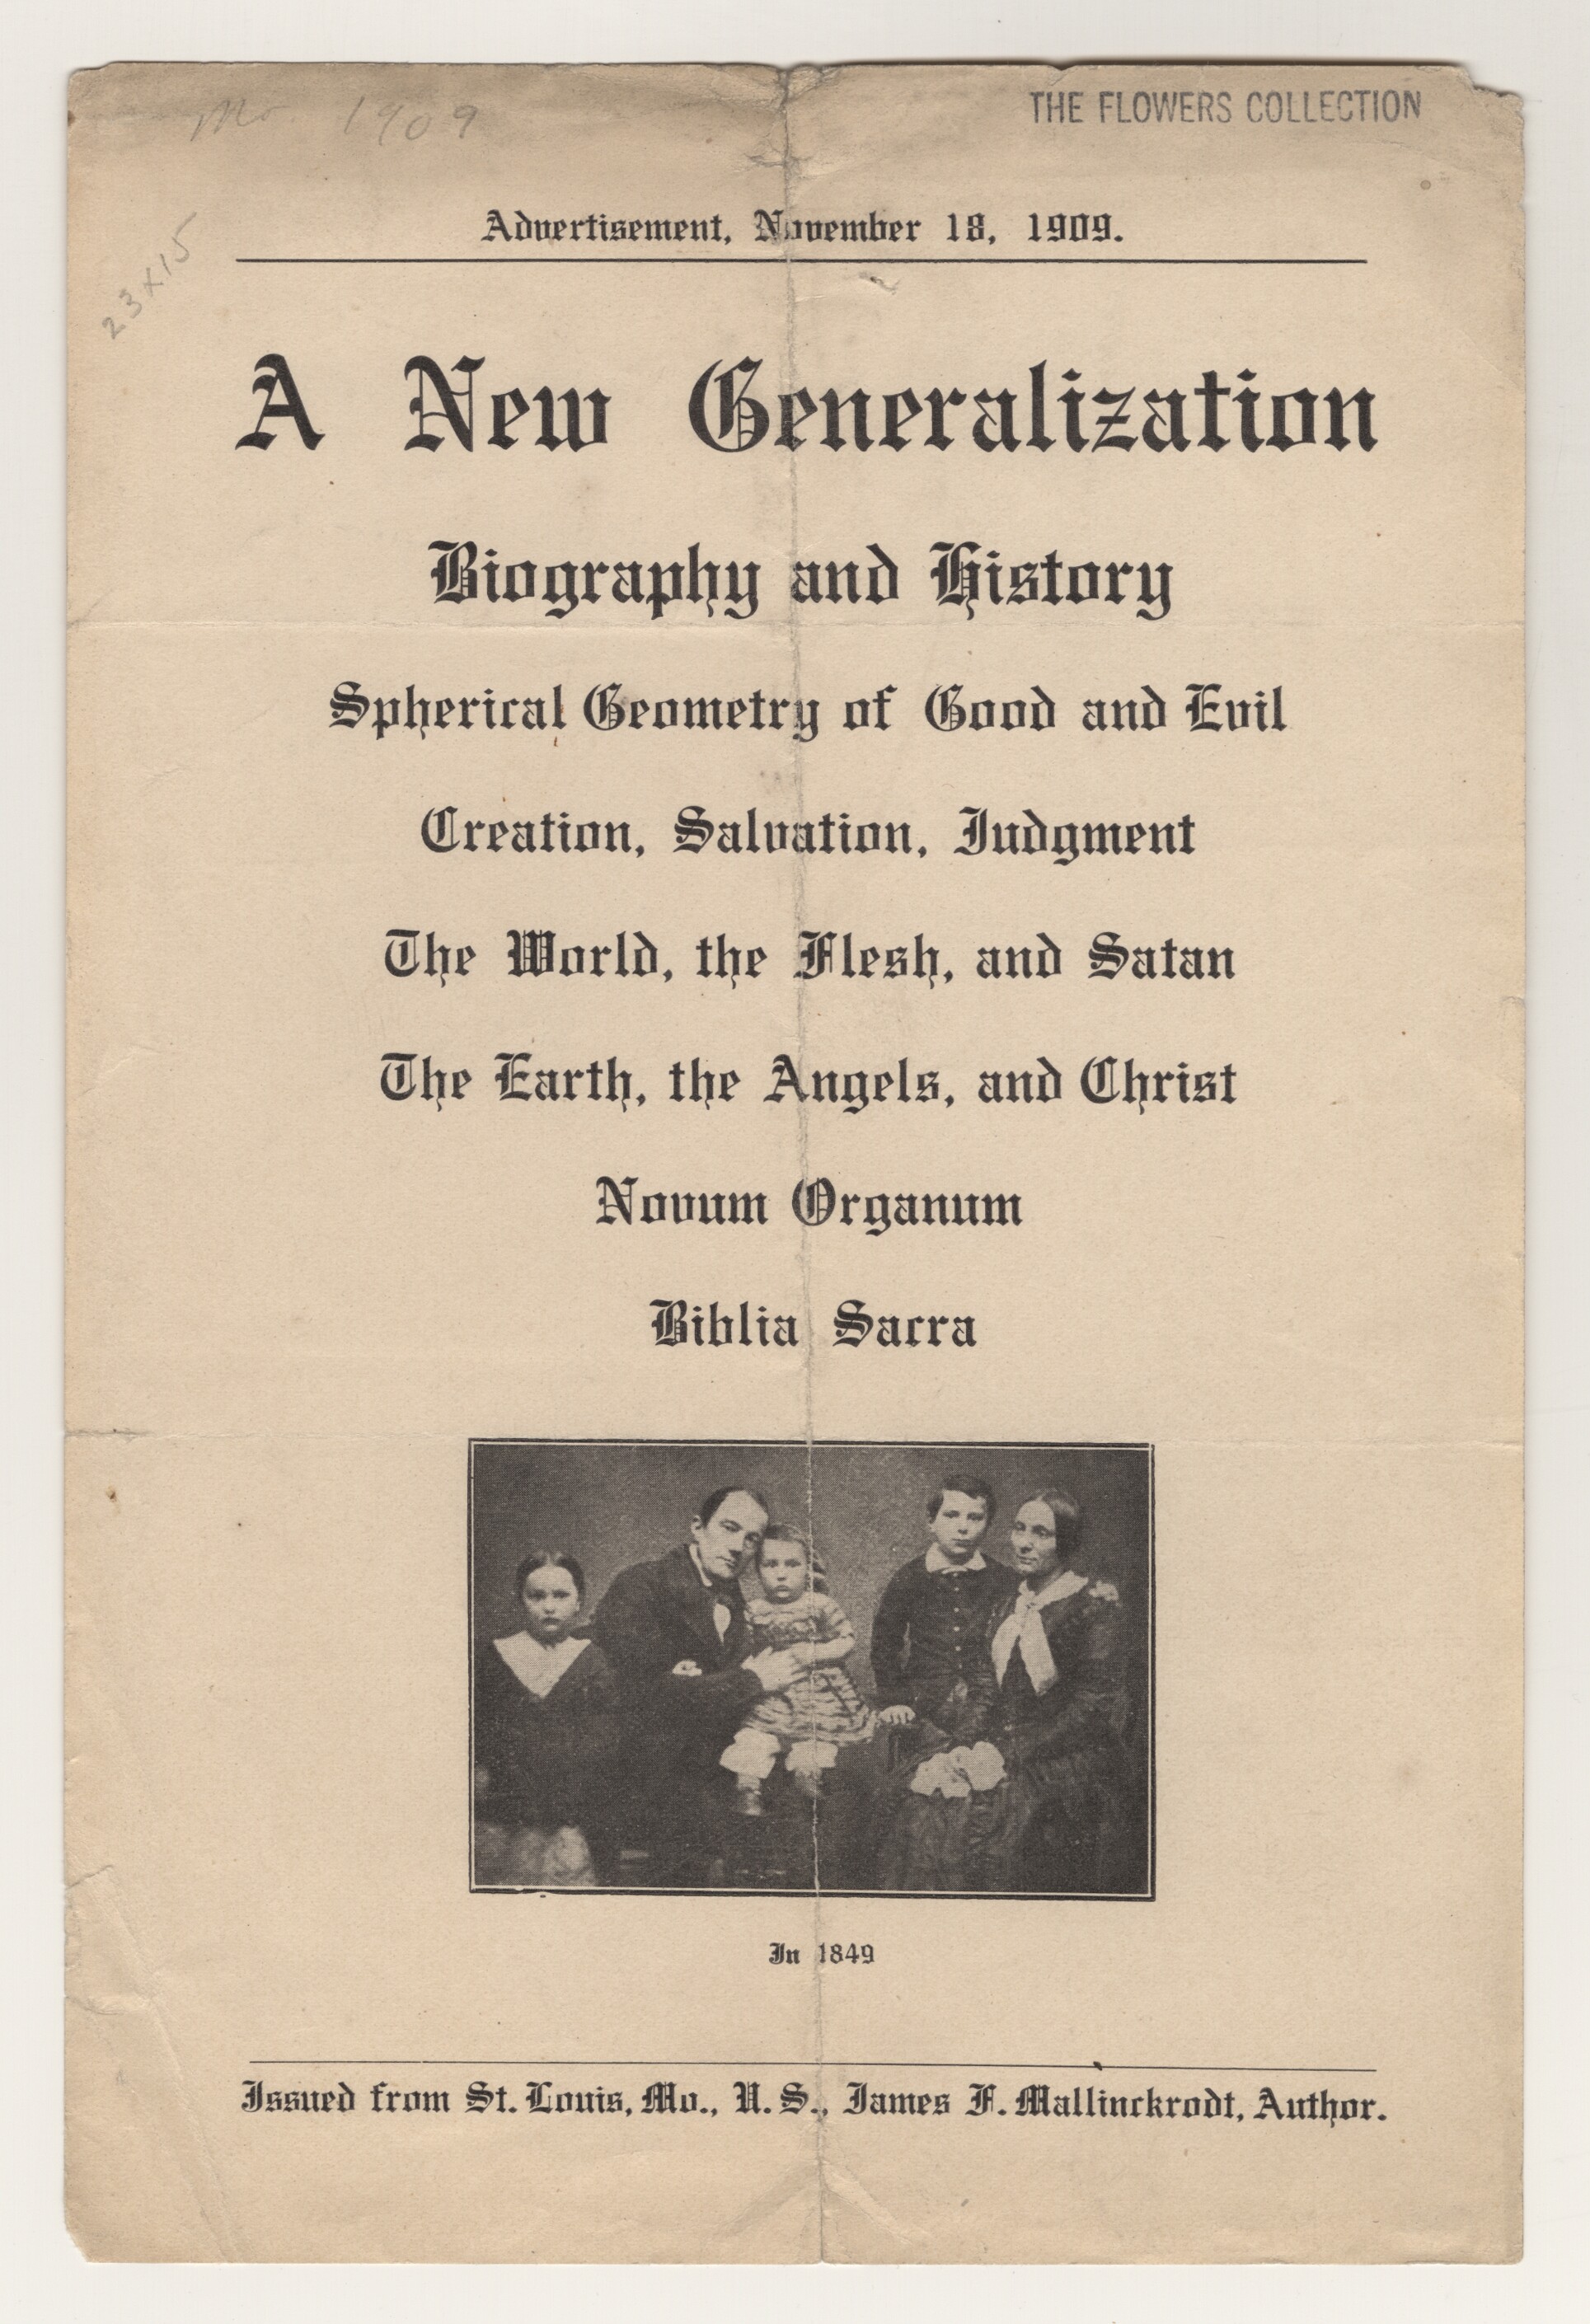 Mo 1909
THE FLOWERS COLLECTION
23x15
Advertisement, November 18, 1909.
A New Generalization
Biography and History
Spherical Geometry of Good and Evil
Creation, Salvation, Judgment
The World, the Flesh, and Satan
The Earth, the Angels, and Christ
Novum Organum
Biblia Sacra
In 1849
Issued from St. Louis, Mo., U. S., James F. Mallinckrodt, Author.